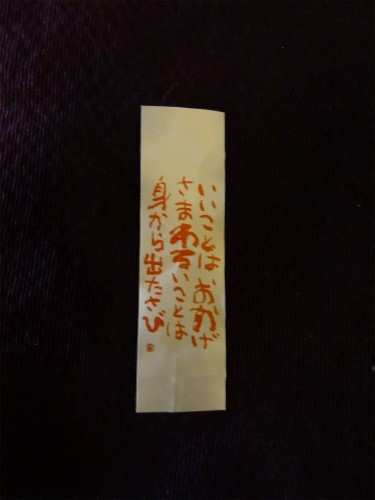 いいことは おかげ
さま わるいことは
身から出たさび